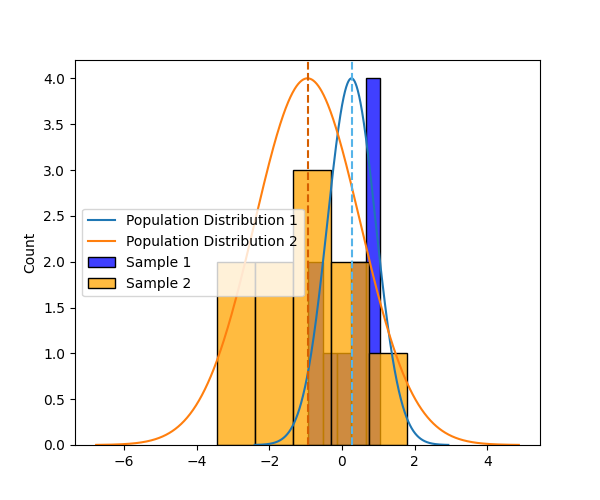 4.0
3.5
3.0
2.5
2.0
1.5
1.0
0.5
0.0
Count
Population Distribution 1
Population Distribution 2
Sample 1
Sample 2
−6 −4 −2 0 2 4